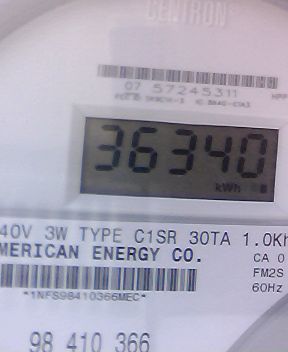 CENTRON
07 57245311
36340
kWh
40V 3W TYPE C1SR 30TA 1.0Kh
MERICAN ENERGY CO.
CA 0
FM2S
60Hz
*1NFS98410366MEC*
98 410 366